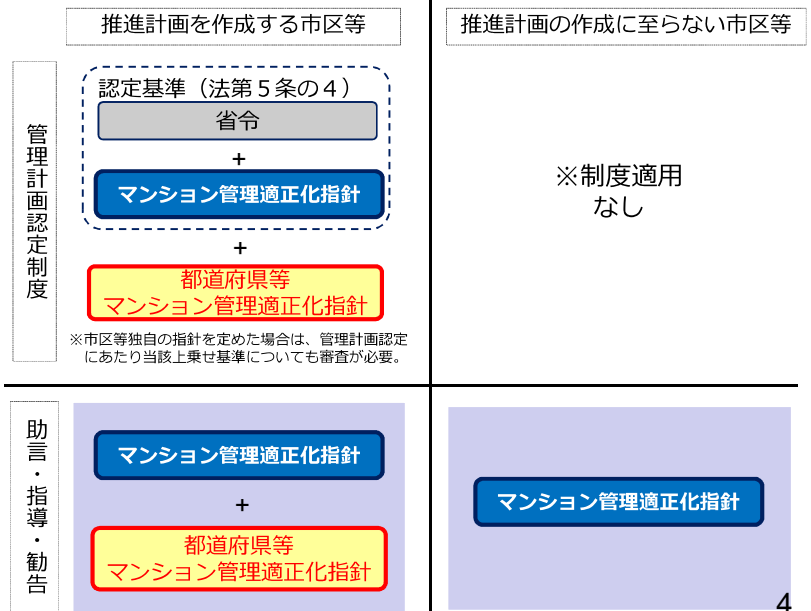 推進計画を作成する市区等
推進計画の作成に至らない市区等
管理計画認定制度
認定基準（法第５条の４）
省令
+
マンション管理適正化指針
+
都道府県等
マンション管理適正化指針
※市区等独自の指針を定めた場合は、管理計画認定
にあたり当該上乗せ基準についても審査が必要。
※制度適用
なし
助言・指導・勧告
マンション管理適正化指針
+
都道府県等
マンション管理適正化指針
マンション管理適正化指針
4